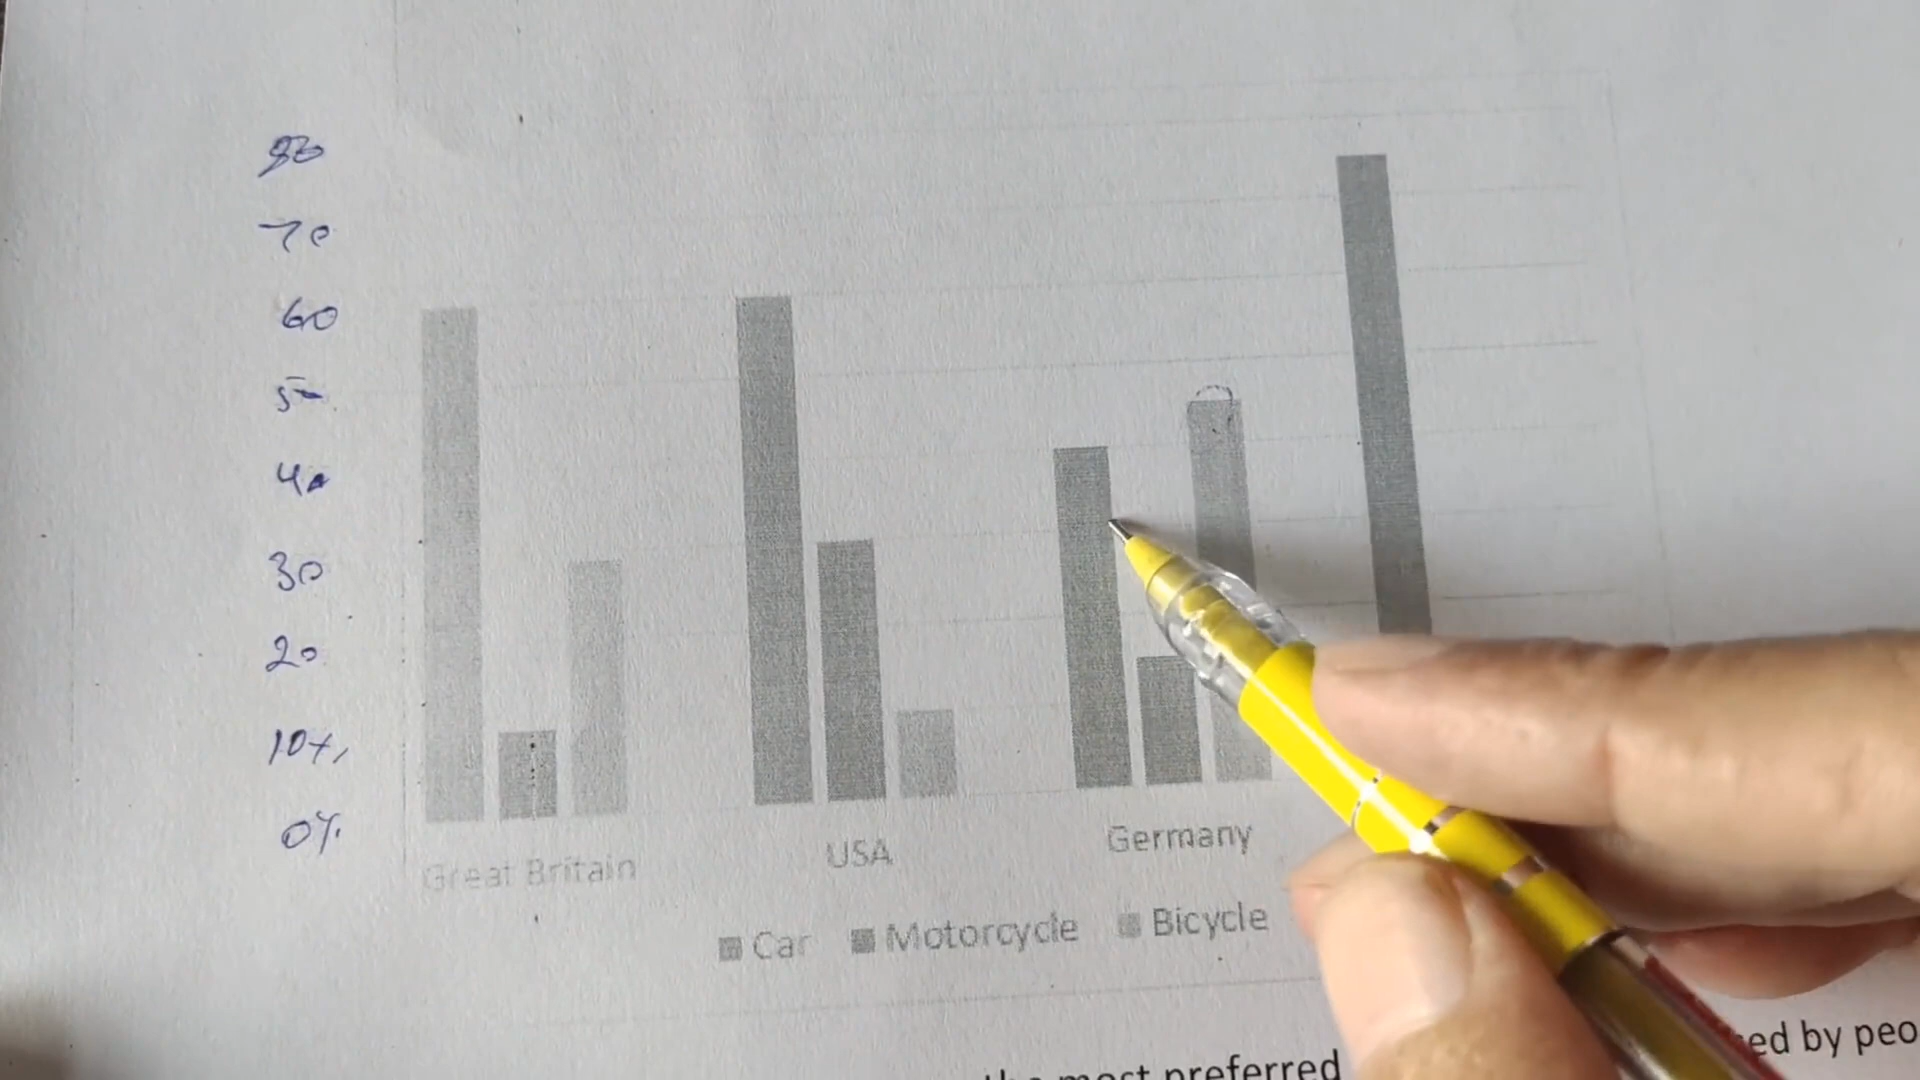 80
70
60
50
40
30
20
10%
0%
Great Britain
USA
Germany
Car
Motorcycle
Bicycle
the most preferred
ed by peo